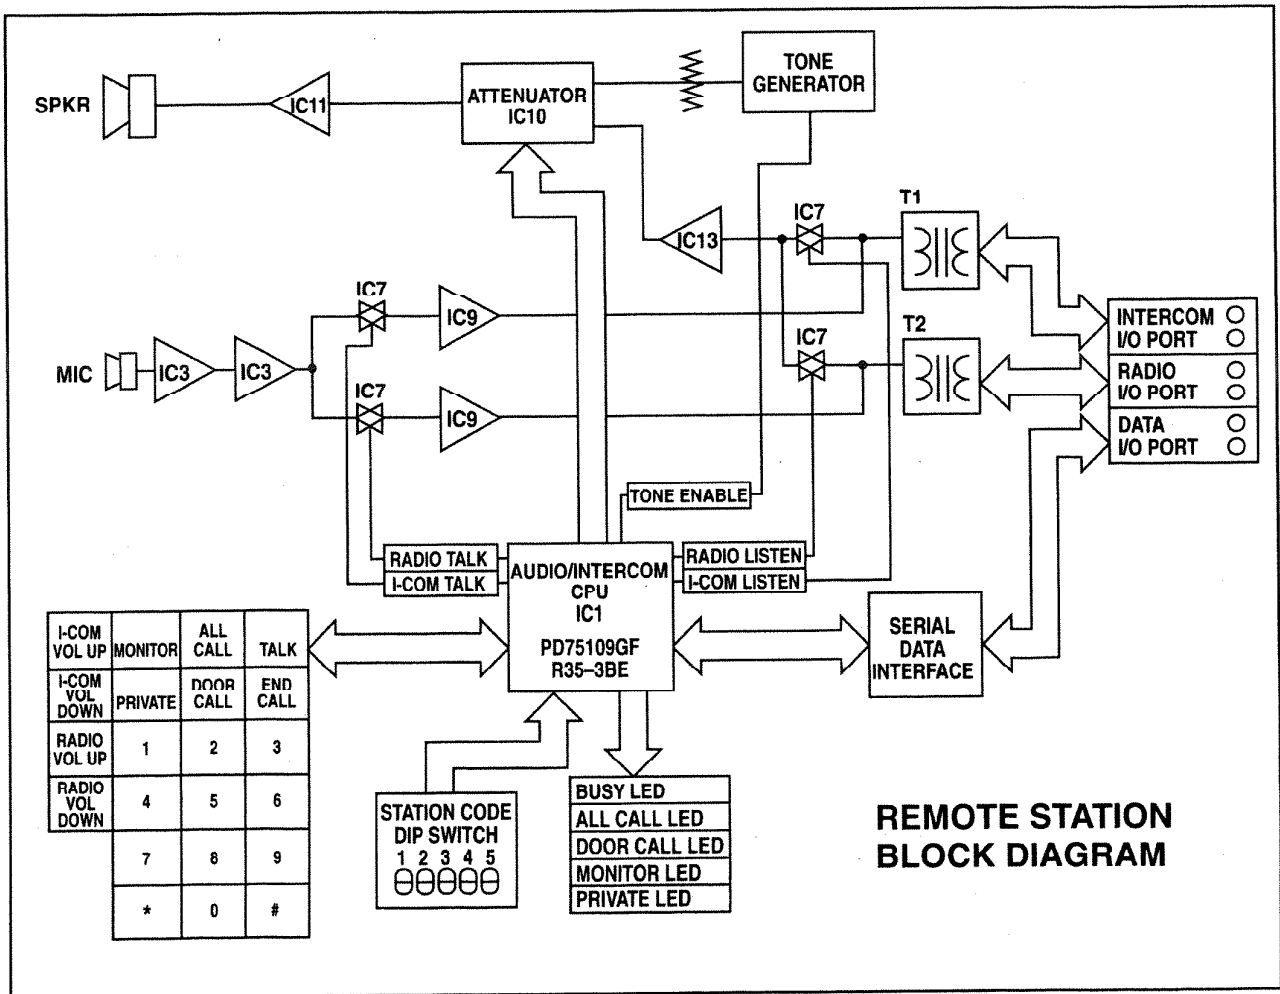 TONE
GENERATOR
SPKR
IC11
ATTENUATOR
IC10
T1
IC7
IC13
IC7
IC9
INTERCOM
I/O PORT
T2
IC7
MIC
IC3
IC3
RADIO
I/O PORT
IC7
IC9
DATA
I/O PORT
TONE ENABLE
RADIO TALK
I-COM TALK
AUDIO/INTERCOM
CPU
IC1
PD75109GF
R35-3BE
RADIO LISTEN
I-COM LISTEN
SERIAL
DATA
INTERFACE
I-COM
VOL UP
MONITOR
ALL
CALL
TALK
I-COM
VOL
DOWN
PRIVATE
DOOR
CALL
END
CALL
RADIO
VOL UP
1
2
3
RADIO
VOL
DOWN
4
5
6
7
8
9
*
0
#
STATION CODE
DIP SWITCH
1 2 3 4 5
BUSY LED
ALL CALL LED
DOOR CALL LED
MONITOR LED
PRIVATE LED
REMOTE STATION
BLOCK DIAGRAM